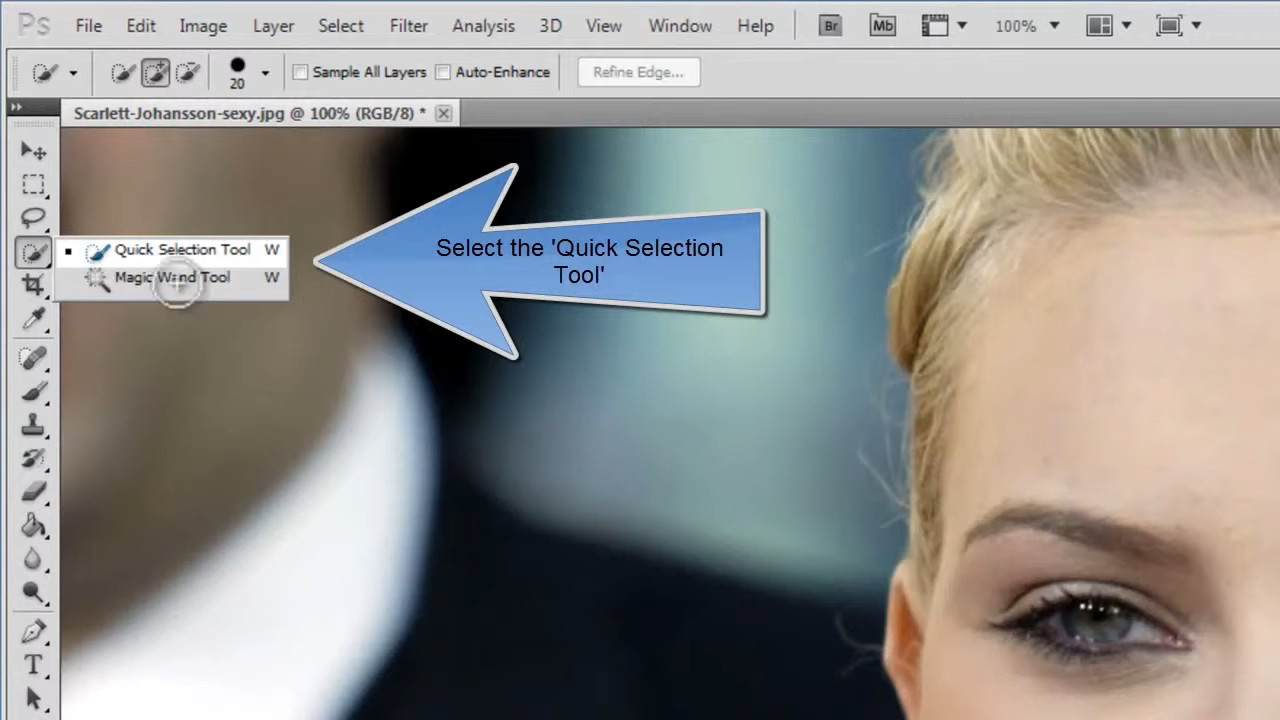 Ps File Edit Image Layer Select Filter Analysis 3D View Window Help Br Mb 100%
20 Sample All Layers Auto-Enhance Refine Edge...
Scarlett-Johansson-sexy.jpg @ 100% (RGB/8) *
Quick Selection Tool W
Magic Wand Tool W
Select the 'Quick Selection
Tool'
T